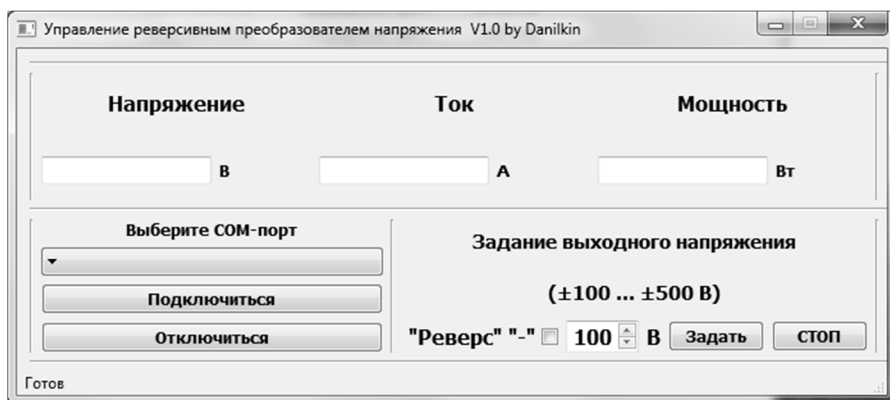 Управление реверсивным преобразователем напряжения V1.0 by Danilkin
Напряжение Ток Мощность
В А Вт
Выберите COM-порт
Подключиться
Отключиться
Задание выходного напряжения
(±100 ... ±500 В)
"Реверс" "-" 100 В Задать СТОП
Готов